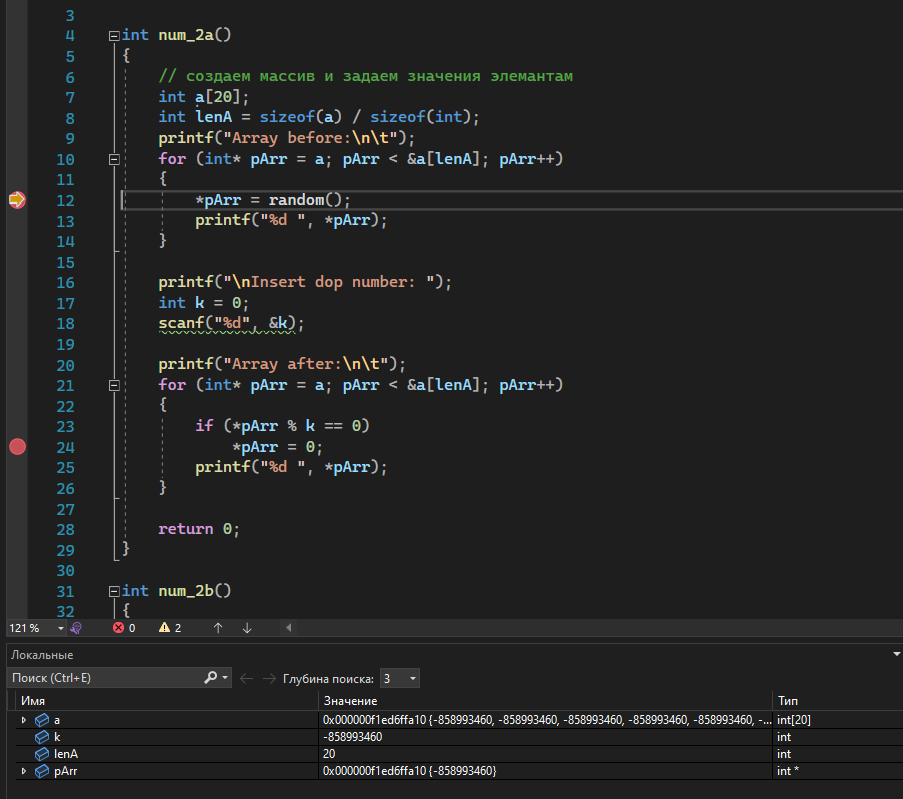 3
4 int num_2a()
5 {
6 // создаем массив и задаем значения элемантам
7 int a[20];
8 int lenA = sizeof(a) / sizeof(int);
9 printf("Array before:\n\t");
10 for (int* pArr = a; pArr < &a[lenA]; pArr++)
11 {
12 *pArr = random();
13 printf("%d ", *pArr);
14 }
15
16 printf("\nInsert dop number: ");
17 int k = 0;
18 scanf("%d", &k);
19
20 printf("Array after:\n\t");
21 for (int* pArr = a; pArr < &a[lenA]; pArr++)
22 {
23 if (*pArr % k == 0)
24 *pArr = 0;
25 printf("%d ", *pArr);
26 }
27
28 return 0;
29 }
30
31 int num_2b()
32 {
121 % 0 2
Локальные
Поиск (Ctrl+E) Глубина поиска: 3
Имя Значение Тип
a 0x000000f1ed6ffa10 {-858993460, -858993460, -858993460, -858993460, -858993460, -... int[20]
k -858993460 int
lenA 20 int
pArr 0x000000f1ed6ffa10 {-858993460} int *